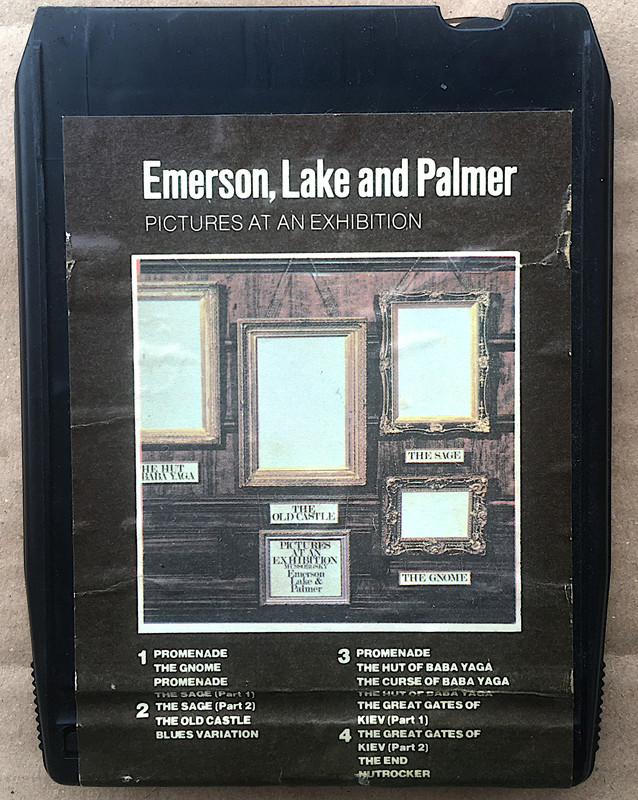 Emerson, Lake and Palmer
PICTURES AT AN EXHIBITION
THE SAGE
HE HUT
BABA YAGA
THE
OLD CASTLE
PICTURES
AT AN
EXHIBITION
MUSSORGSKY
Emerson
Lake &
Palmer
THE GNOME
1 PROMENADE
THE GNOME
PROMENADE
THE SAGE (Part 1)
2 THE SAGE (Part 2)
THE OLD CASTLE
BLUES VARIATION
3 PROMENADE
THE HUT OF BABA YAGA
THE CURSE OF BABA YAGA
THE HUT OF BABA YAGA
THE GREAT GATES OF
KIEV (Part 1)
4 THE GREAT GATES OF
KIEV (Part 2)
THE END
NUTROCKER